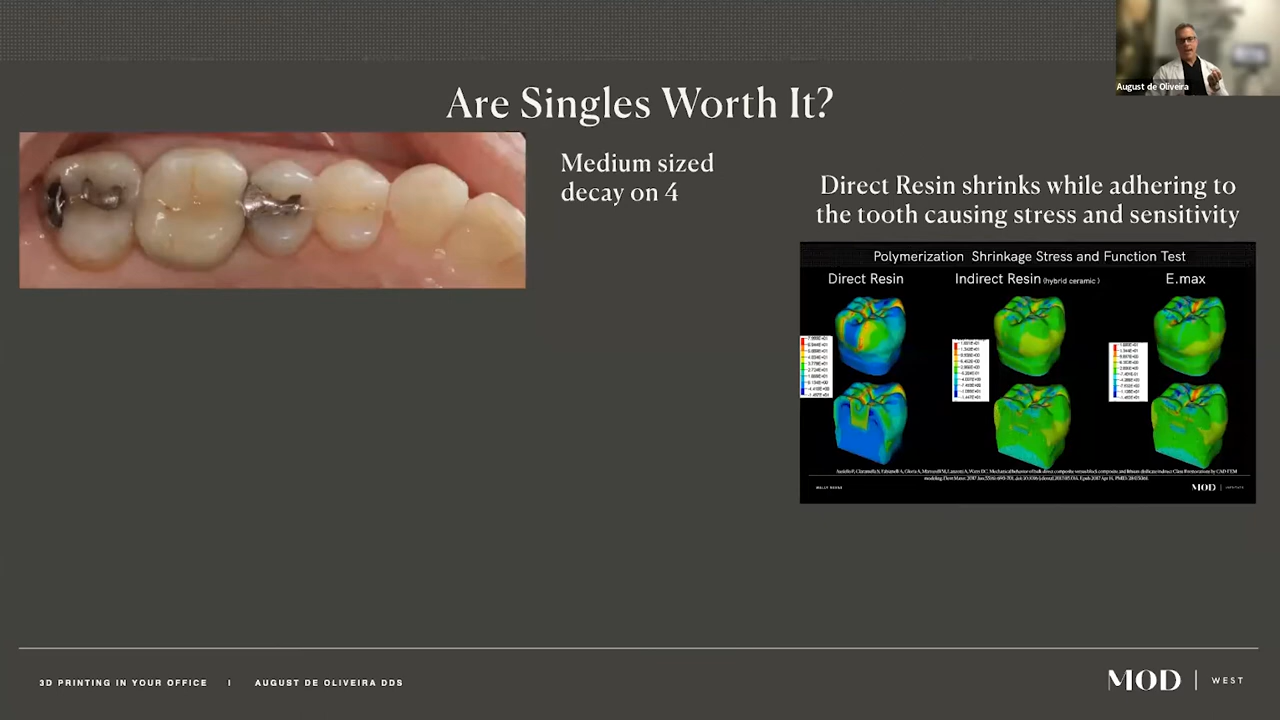 August de Oliveira
Are Singles Worth It?
Medium sized
decay on 4
Direct Resin shrinks while adhering to
the tooth causing stress and sensitivity
Polymerization Shrinkage Stress and Function Test
Direct Resin
Indirect Resin (hybrid ceramic )
E.max
MOD
3D PRINTING IN YOUR OFFICE | AUGUST DE OLIVEIRA DDS
MOD | WEST